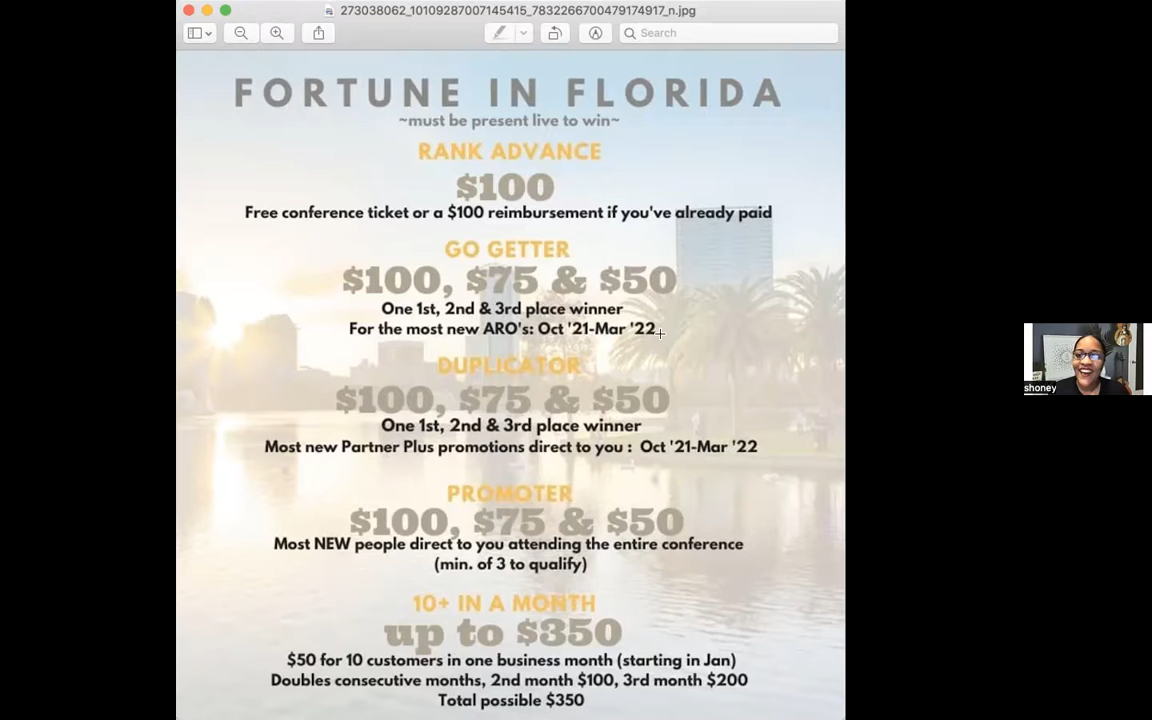 273038062_10109287007145415_7832266700479174917_n.jpg
Search
FORTUNE IN FLORIDA
~must be present live to win~
RANK ADVANCE
$100
Free conference ticket or a $100 reimbursement if you've already paid
GO GETTER
$100, $75 & $50
One 1st, 2nd & 3rd place winner
For the most new ARO's: Oct '21-Mar '22
DUPLICATOR
$100, $75 & $50
One 1st, 2nd & 3rd place winner
Most new Partner Plus promotions direct to you : Oct '21-Mar '22
shoney
PROMOTER
$100, $75 & $50
Most NEW people direct to you attending the entire conference
(min. of 3 to qualify)
10+ IN A MONTH
up to $350
$50 for 10 customers in one business month (starting in Jan)
Doubles consecutive months, 2nd month $100, 3rd month $200
Total possible $350